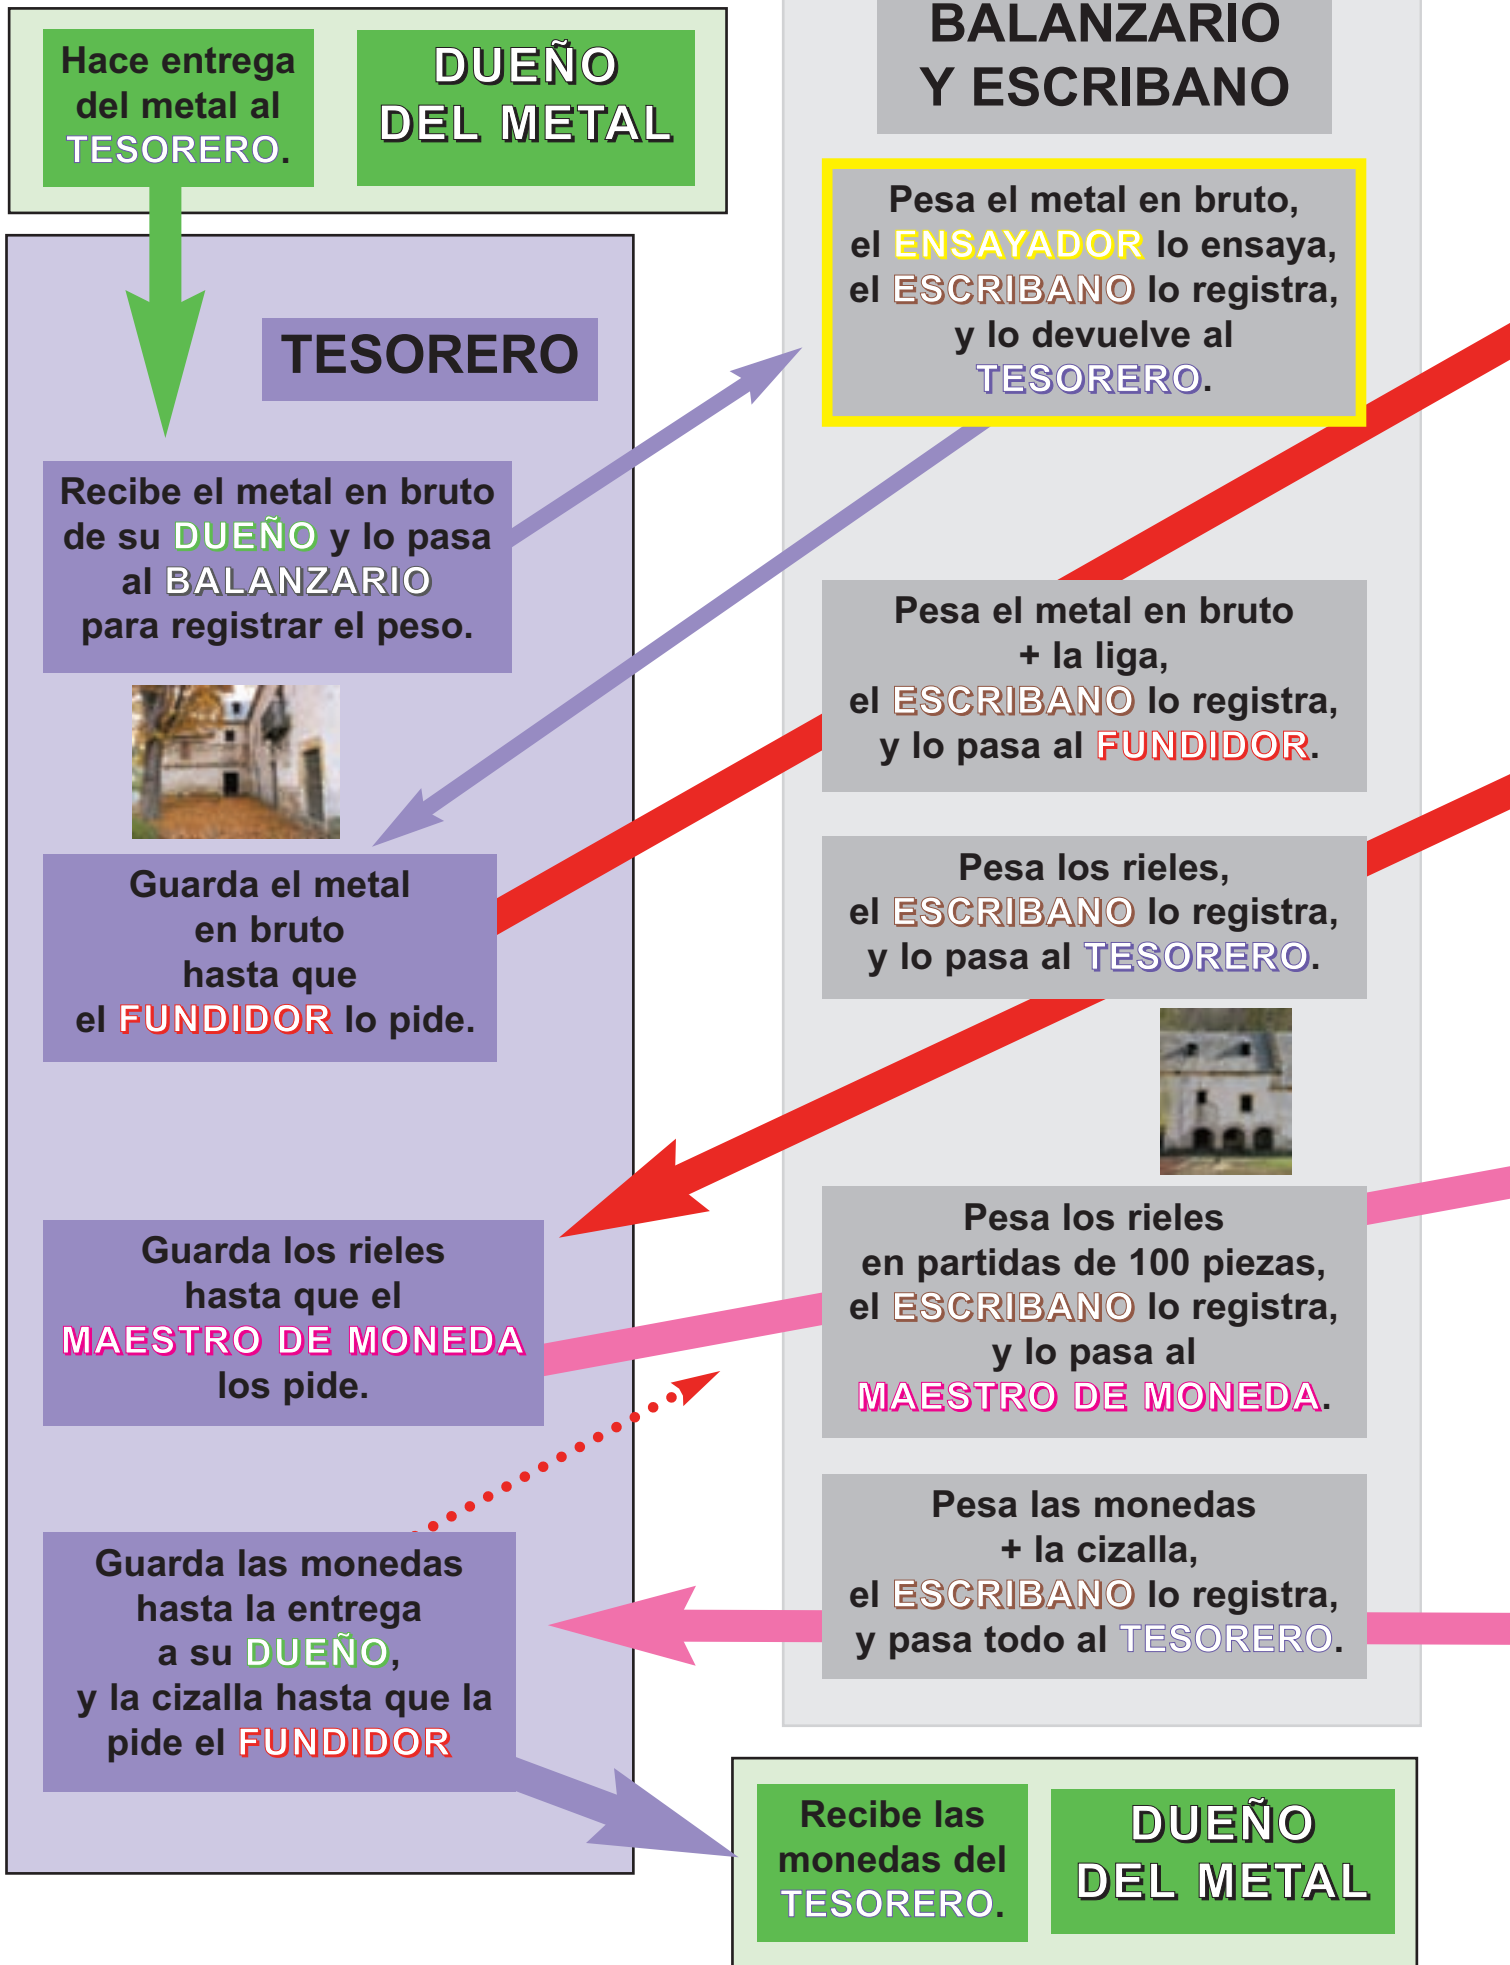 Hace entrega
del metal al
TESORERO.
DUEÑO
DEL METAL
TESORERO
Recibe el metal en bruto
de su DUEÑO y lo pasa
al BALANZARIO
para registrar el peso.
Guarda el metal
en bruto
hasta que
el FUNDIDOR lo pide.
Guarda los rieles
hasta que el
MAESTRO DE MONEDA
los pide.
Guarda las monedas
hasta la entrega
a su DUEÑO,
y la cizalla hasta que la
pide el FUNDIDOR
BALANZARIO
Y ESCRIBANO
Pesa el metal en bruto,
el ENSAYADOR lo ensaya,
el ESCRIBANO lo registra,
y lo devuelve al
TESORERO.
Pesa el metal en bruto
+ la liga,
el ESCRIBANO lo registra,
y lo pasa al FUNDIDOR.
Pesa los rieles,
el ESCRIBANO lo registra,
y lo pasa al TESORERO.
Pesa los rieles
en partidas de 100 piezas,
el ESCRIBANO lo registra,
y lo pasa al
MAESTRO DE MONEDA.
Pesa las monedas
+ la cizalla,
el ESCRIBANO lo registra,
y pasa todo al TESORERO.
Recibe las
monedas del
TESORERO.
DUEÑO
DEL METAL